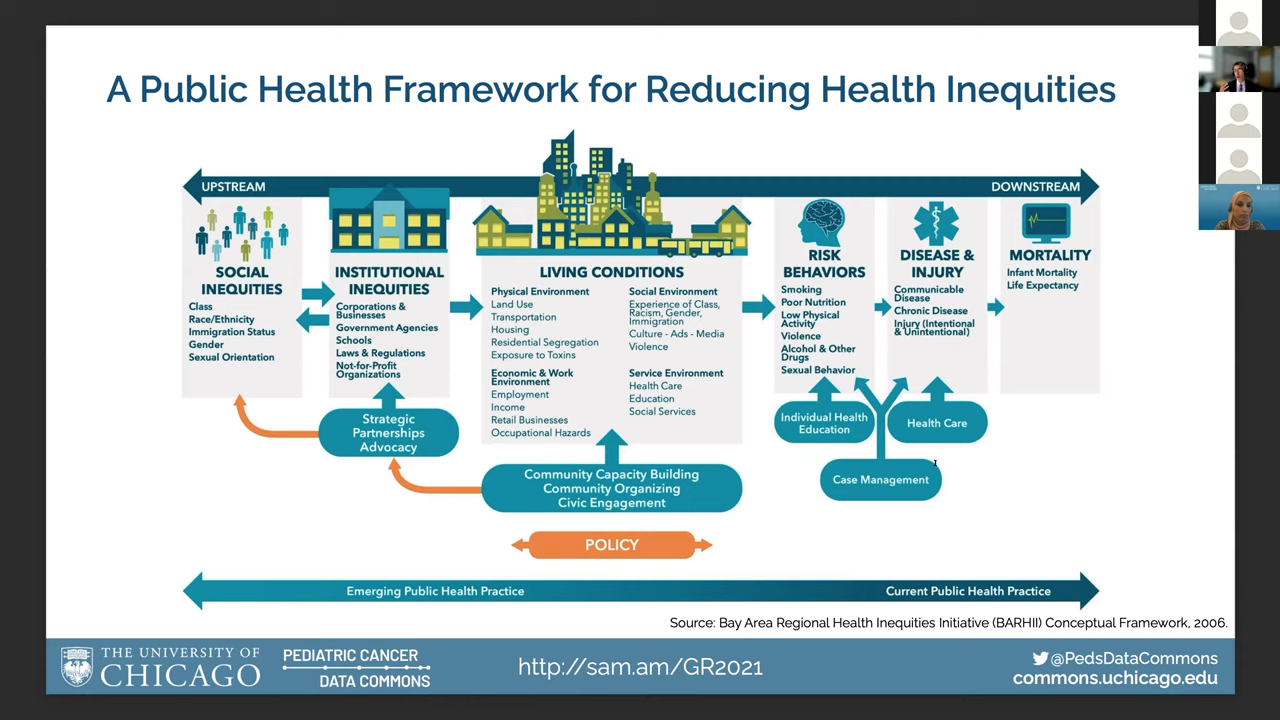 A Public Health Framework for Reducing Health Inequities
UPSTREAM
DOWNSTREAM
SOCIAL
INEQUITIES
Class
Race/Ethnicity
Immigration Status
Gender
Sexual Orientation
INSTITUTIONAL
INEQUITIES
Corporations &
Businesses
Government Agencies
Schools
Laws & Regulations
Not-for-Profit
Organizations
LIVING CONDITIONS
Physical Environment
Land Use
Transportation
Housing
Residential Segregation
Exposure to Toxins
Economic & Work
Environment
Employment
Income
Retail Businesses
Occupational Hazards
Social Environment
Experience of Class,
Racism, Gender,
Immigration
Culture - Ads - Media
Violence
Service Environment
Health Care
Education
Social Services
RISK
BEHAVIORS
Smoking
Poor Nutrition
Low Physical
Activity
Violence
Alcohol & Other
Drugs
Sexual Behavior
DISEASE &
INJURY
Communicable
Disease
Chronic Disease
Injury (Intentional
& Unintentional)
MORTALITY
Infant Mortality
Life Expectancy
Strategic
Partnerships
Advocacy
Community Capacity Building
Community Organizing
Civic Engagement
Individual Health
Education
Health Care
Case Management
POLICY
Emerging Public Health Practice
Current Public Health Practice
Source: Bay Area Regional Health Inequities Initiative (BARHII) Conceptual Framework, 2006.
THE UNIVERSITY OF
CHICAGO
PEDIATRIC CANCER
DATA COMMONS
http://sam.am/GR2021
@PedsDataCommons
commons.uchicago.edu